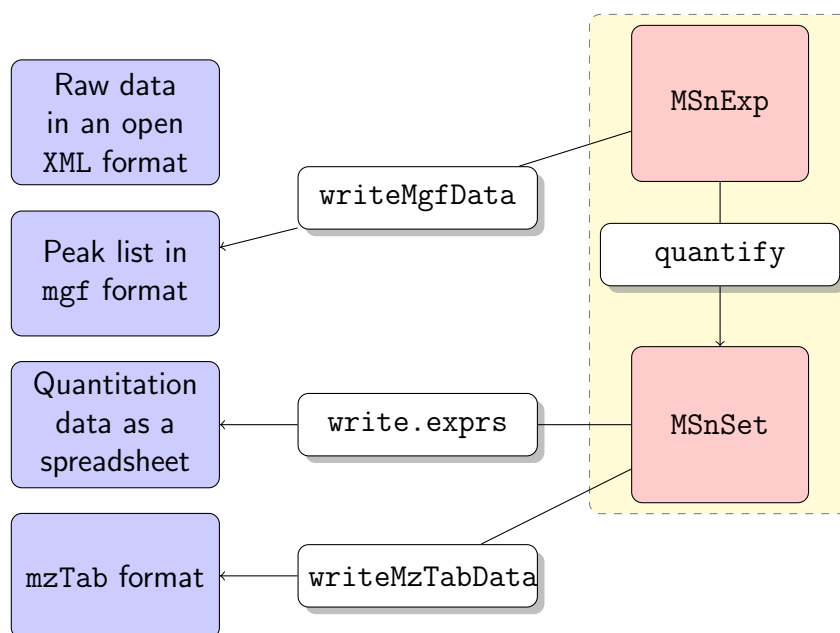 Raw data
in an open
XML format
MSnExp
writeMgfData
Peak list in
mgf format
quantify
Quantitation
data as a
spreadsheet
write.exprs
MSnSet
mzTab format
writeMzTabData